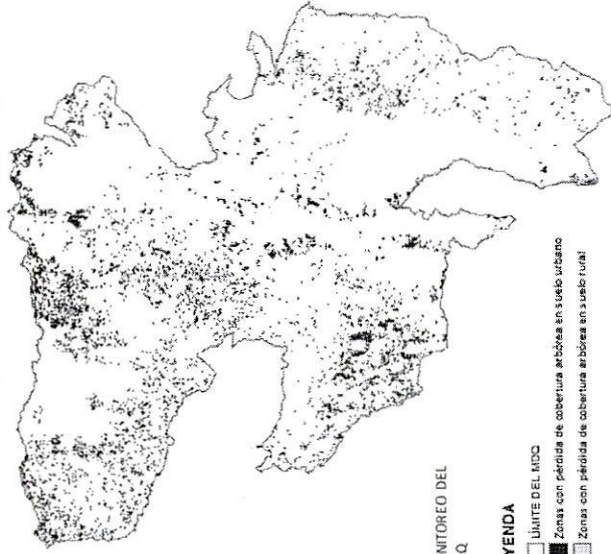 NITOREO DEL
Q
YENDA
LÍMITE DEL MDQ
Zonas con pérdida de cobertura arbórea en suelo urbano
Zonas con pérdida de cobertura arbórea en suelo rural